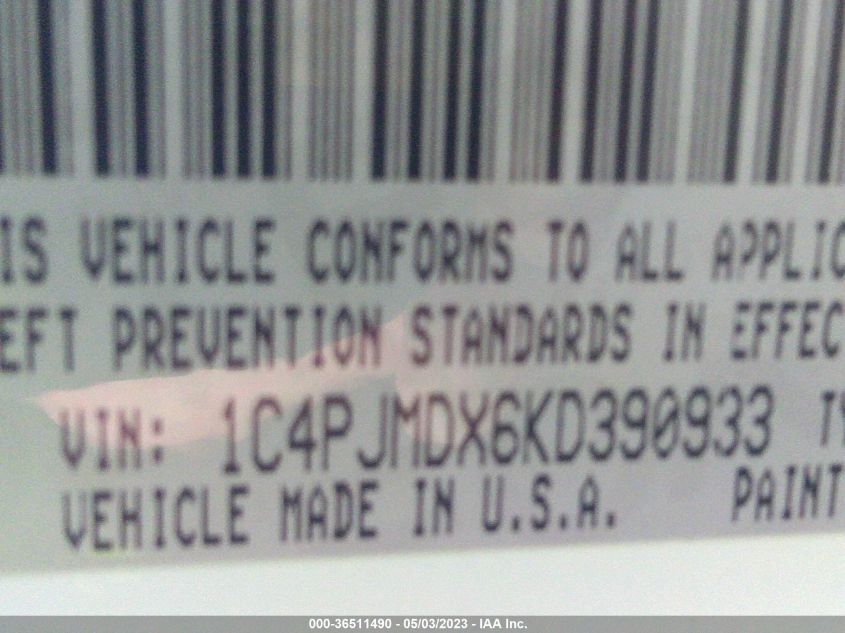 IS VEHICLE CONFORMS TO ALL APPLIC
EFT PREVENTION STANDARDS IN EFFEC
VIN: 1C4PJMDX6KD390933 TY
VEHICLE MADE IN U.S.A. PAINT
000-36511490 - 05/03/2023 - IAA Inc.